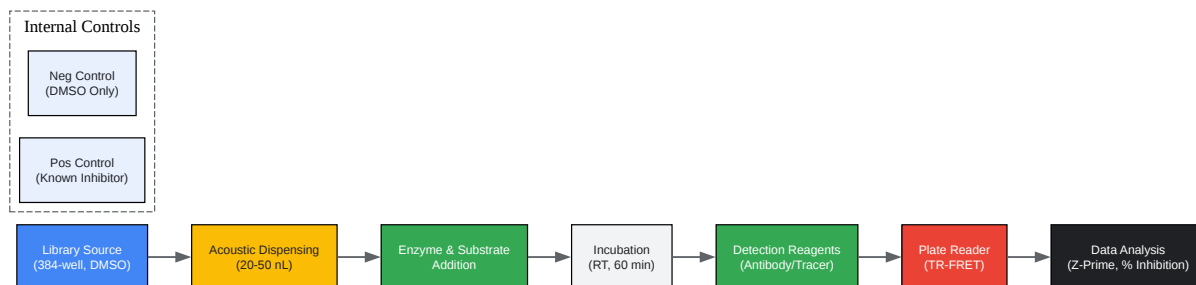 Internal Controls
Neg Control
(DMSO Only)
Pos Control
(Known Inhibitor)
Library Source
(384-well, DMSO)
Acoustic Dispensing
(20-50 nL)
Enzyme & Substrate
Addition
Incubation
(RT, 60 min)
Detection Reagents
(Antibody/Tracer)
Plate Reader
(TR-FRET)
Data Analysis
(Z-Prime, % Inhibition)